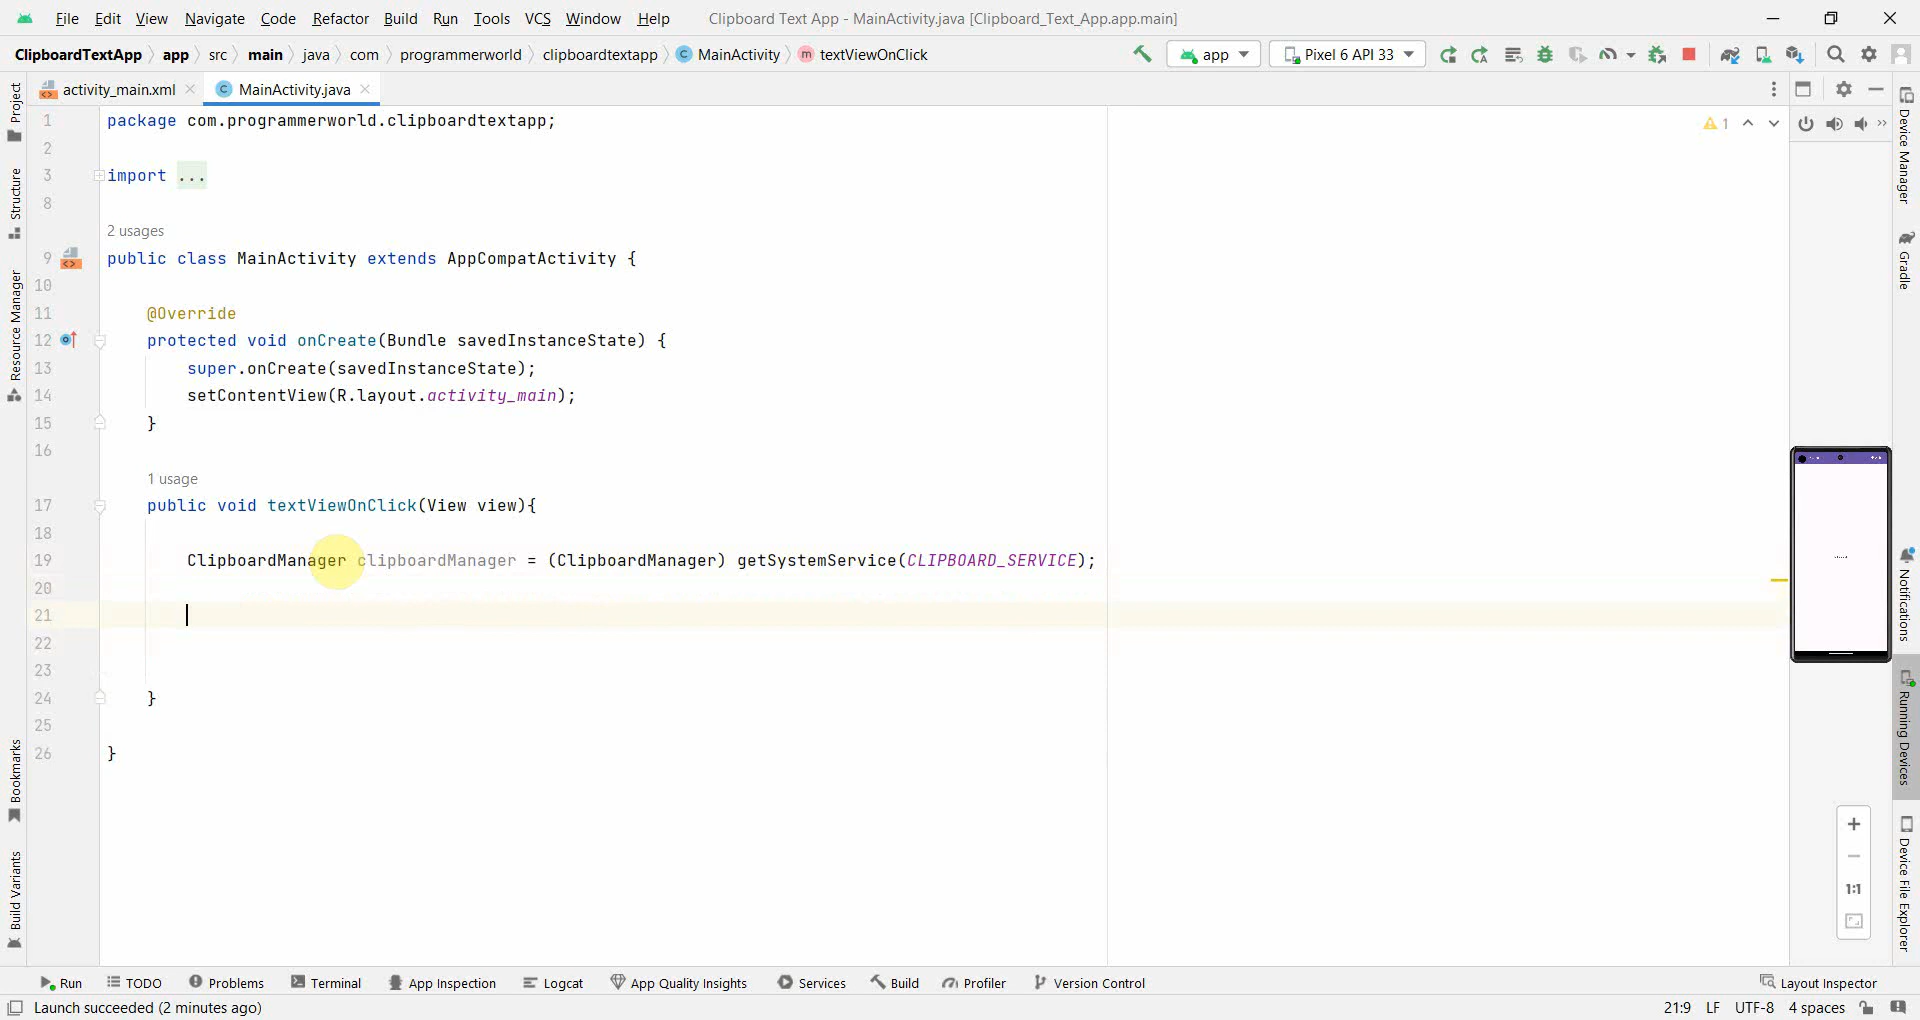 File Edit View Navigate Code Refactor Build Run Tools VCS Window Help Clipboard Text App - MainActivity.java [Clipboard_Text_App.app.main]
ClipboardTextApp app src main java com programmerworld clipboardtextapp C MainActivity m textViewOnClick app Pixel 6 API 33
activity_main.xml C MainActivity.java
1 package com.programmerworld.clipboardtextapp;
2
3 import ...
8
2 usages
9 public class MainActivity extends AppCompatActivity {
10
11 @Override
12 protected void onCreate(Bundle savedInstanceState) {
13 super.onCreate(savedInstanceState);
14 setContentView(R.layout.activity_main);
15 }
16
1 usage
17 public void textViewOnClick(View view){
18
19 ClipboardManager clipboardManager = (ClipboardManager) getSystemService(CLIPBOARD_SERVICE);
20
21
22
23
24 }
25
26 }
1
Project
Structure
Resource Manager
Bookmarks
Build Variants
Device Manager
Gradle
Notifications
Running Devices
Device File Explorer
1:1
Run TODO Problems Terminal App Inspection Logcat App Quality Insights Services Build Profiler Version Control Layout Inspector
Launch succeeded (2 minutes ago) 21:9 LF UTF-8 4 spaces